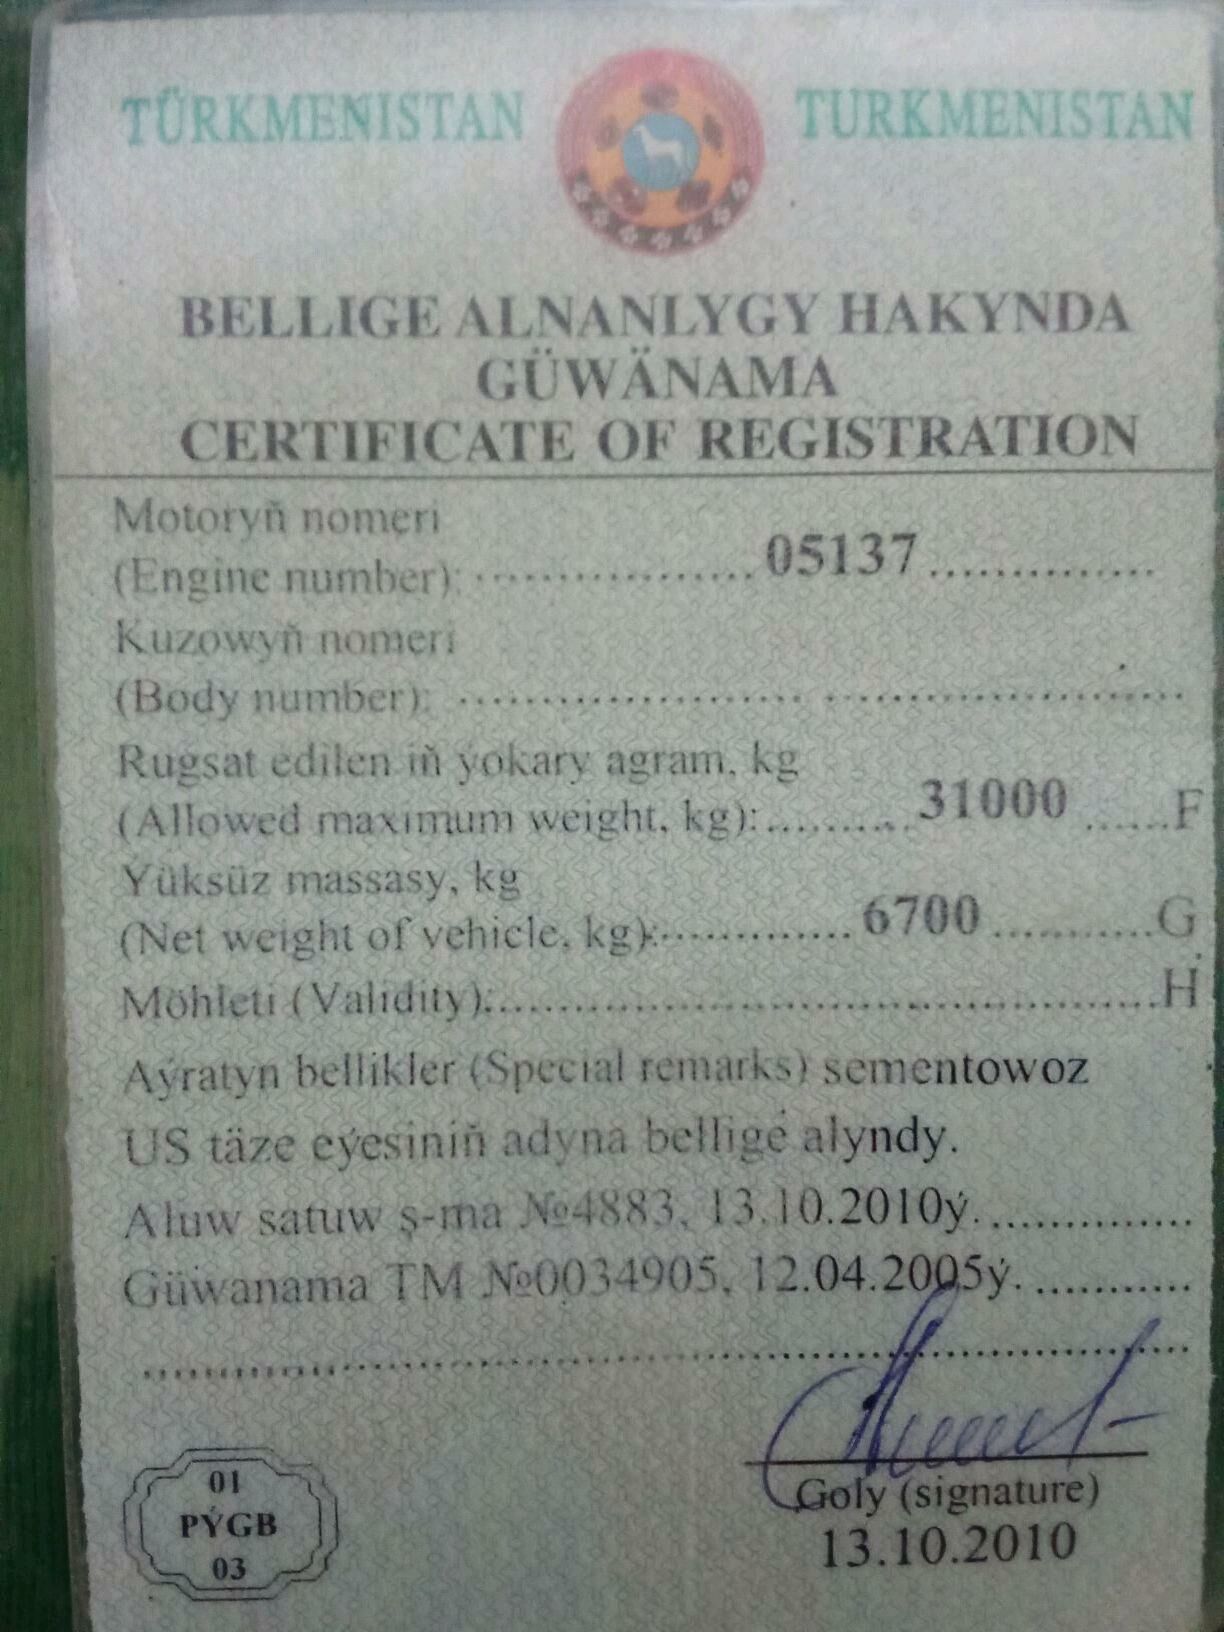 TÜRKMENISTAN TURKMENISTAN
BELLIGE ALNANLYGY HAKYNDA
GÜWÄNAMA
CERTIFICATE OF REGISTRATION
Motoryň nomeri
(Engine number): 05137
Kuzowyň nomeri
(Body number):
Rugsat edilen iň ýokary agram, kg
(Allowed maximum weight, kg): 31000 F
Ýüksüz massasy, kg
(Net weight of vehicle, kg): 6700 G
Möhleti (Validity): H
Aýratyn bellikler (Special remarks) sementowoz
US täze eýesiniň adyna bellige alyndy.
Aluw satuw ş-ma №4883, 13.10.2010ý.
Güwanama TM №0034905, 12.04.2005ý.
Goly (signature)
13.10.2010
01
PÝGB
03